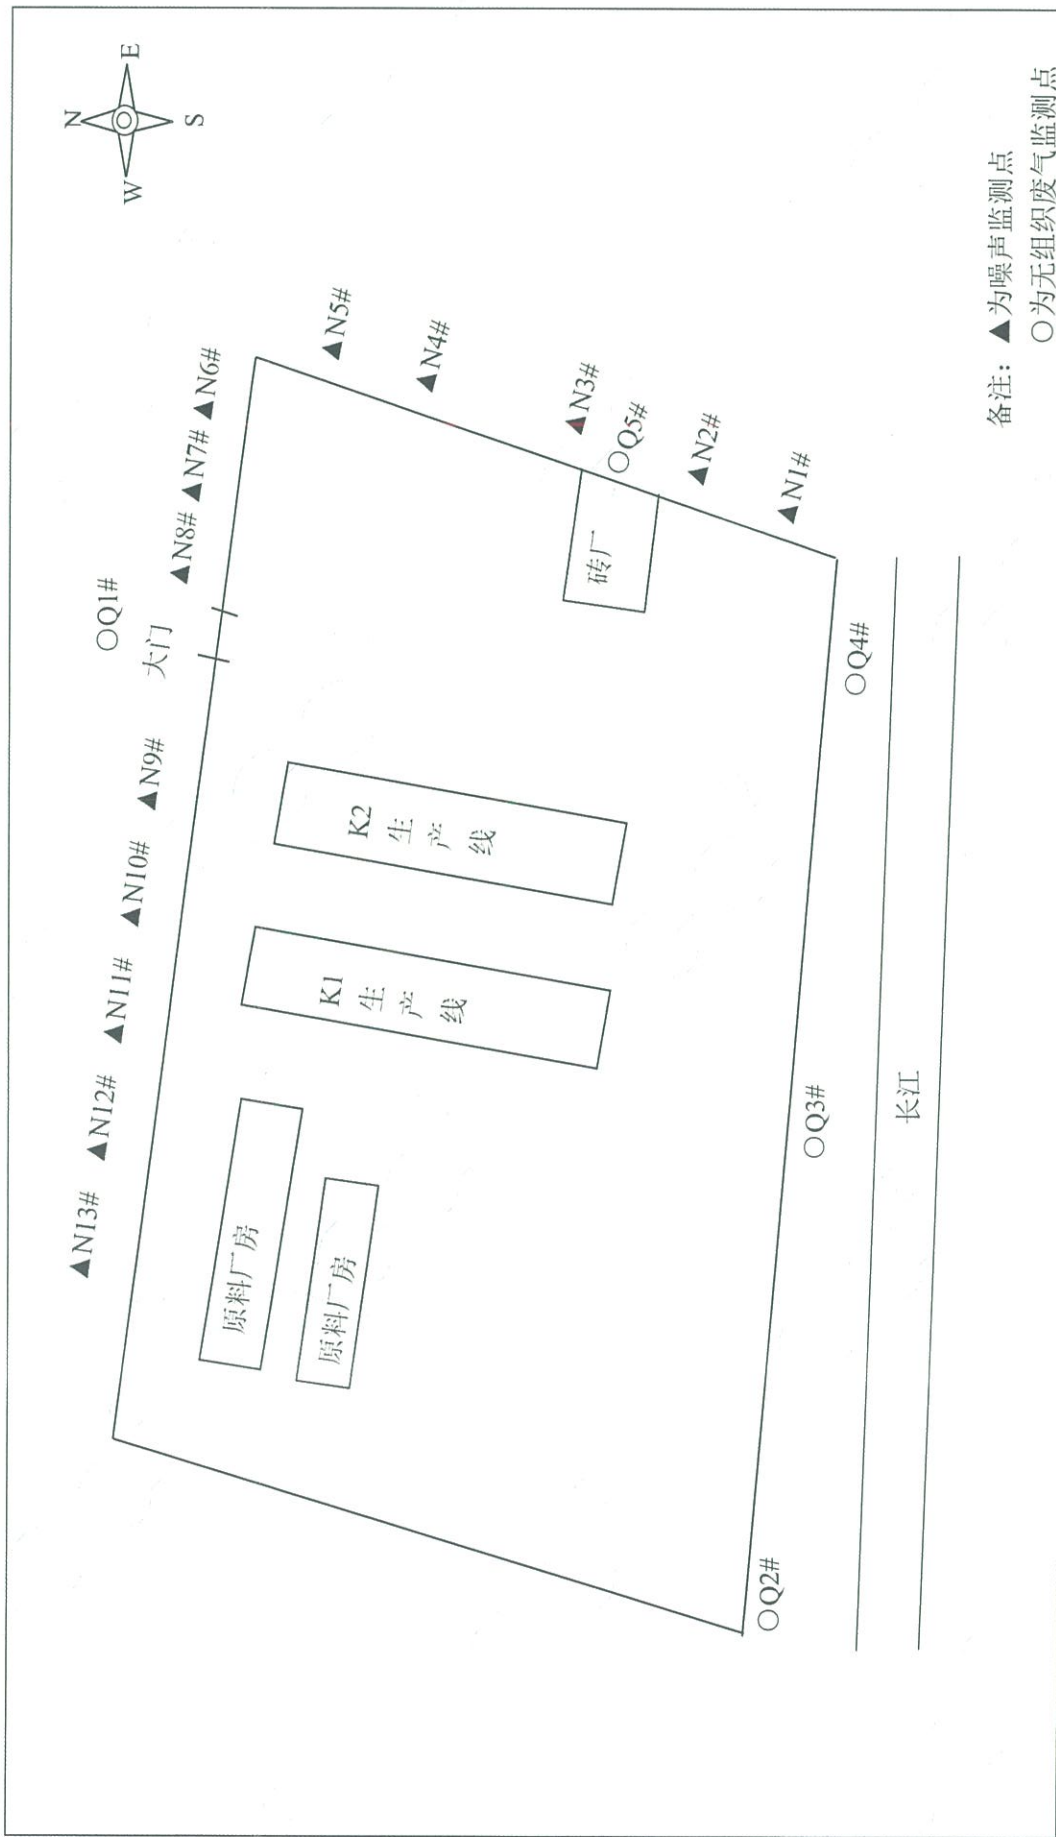 N
W
E
S
▲N13#
▲N12#
▲N11#
▲N10#
▲N9#
大门
○Q1#
▲N8#
▲N7#
▲N6#
▲N5#
▲N4#
▲N3#
○Q5#
▲N2#
▲N1#
原料厂房
原料厂房
K1
生
产
线
K2
生
产
线
砖厂
○Q2#
○Q3#
○Q4#
长江
备注：▲为噪声监测点
○为无组织废气监测点